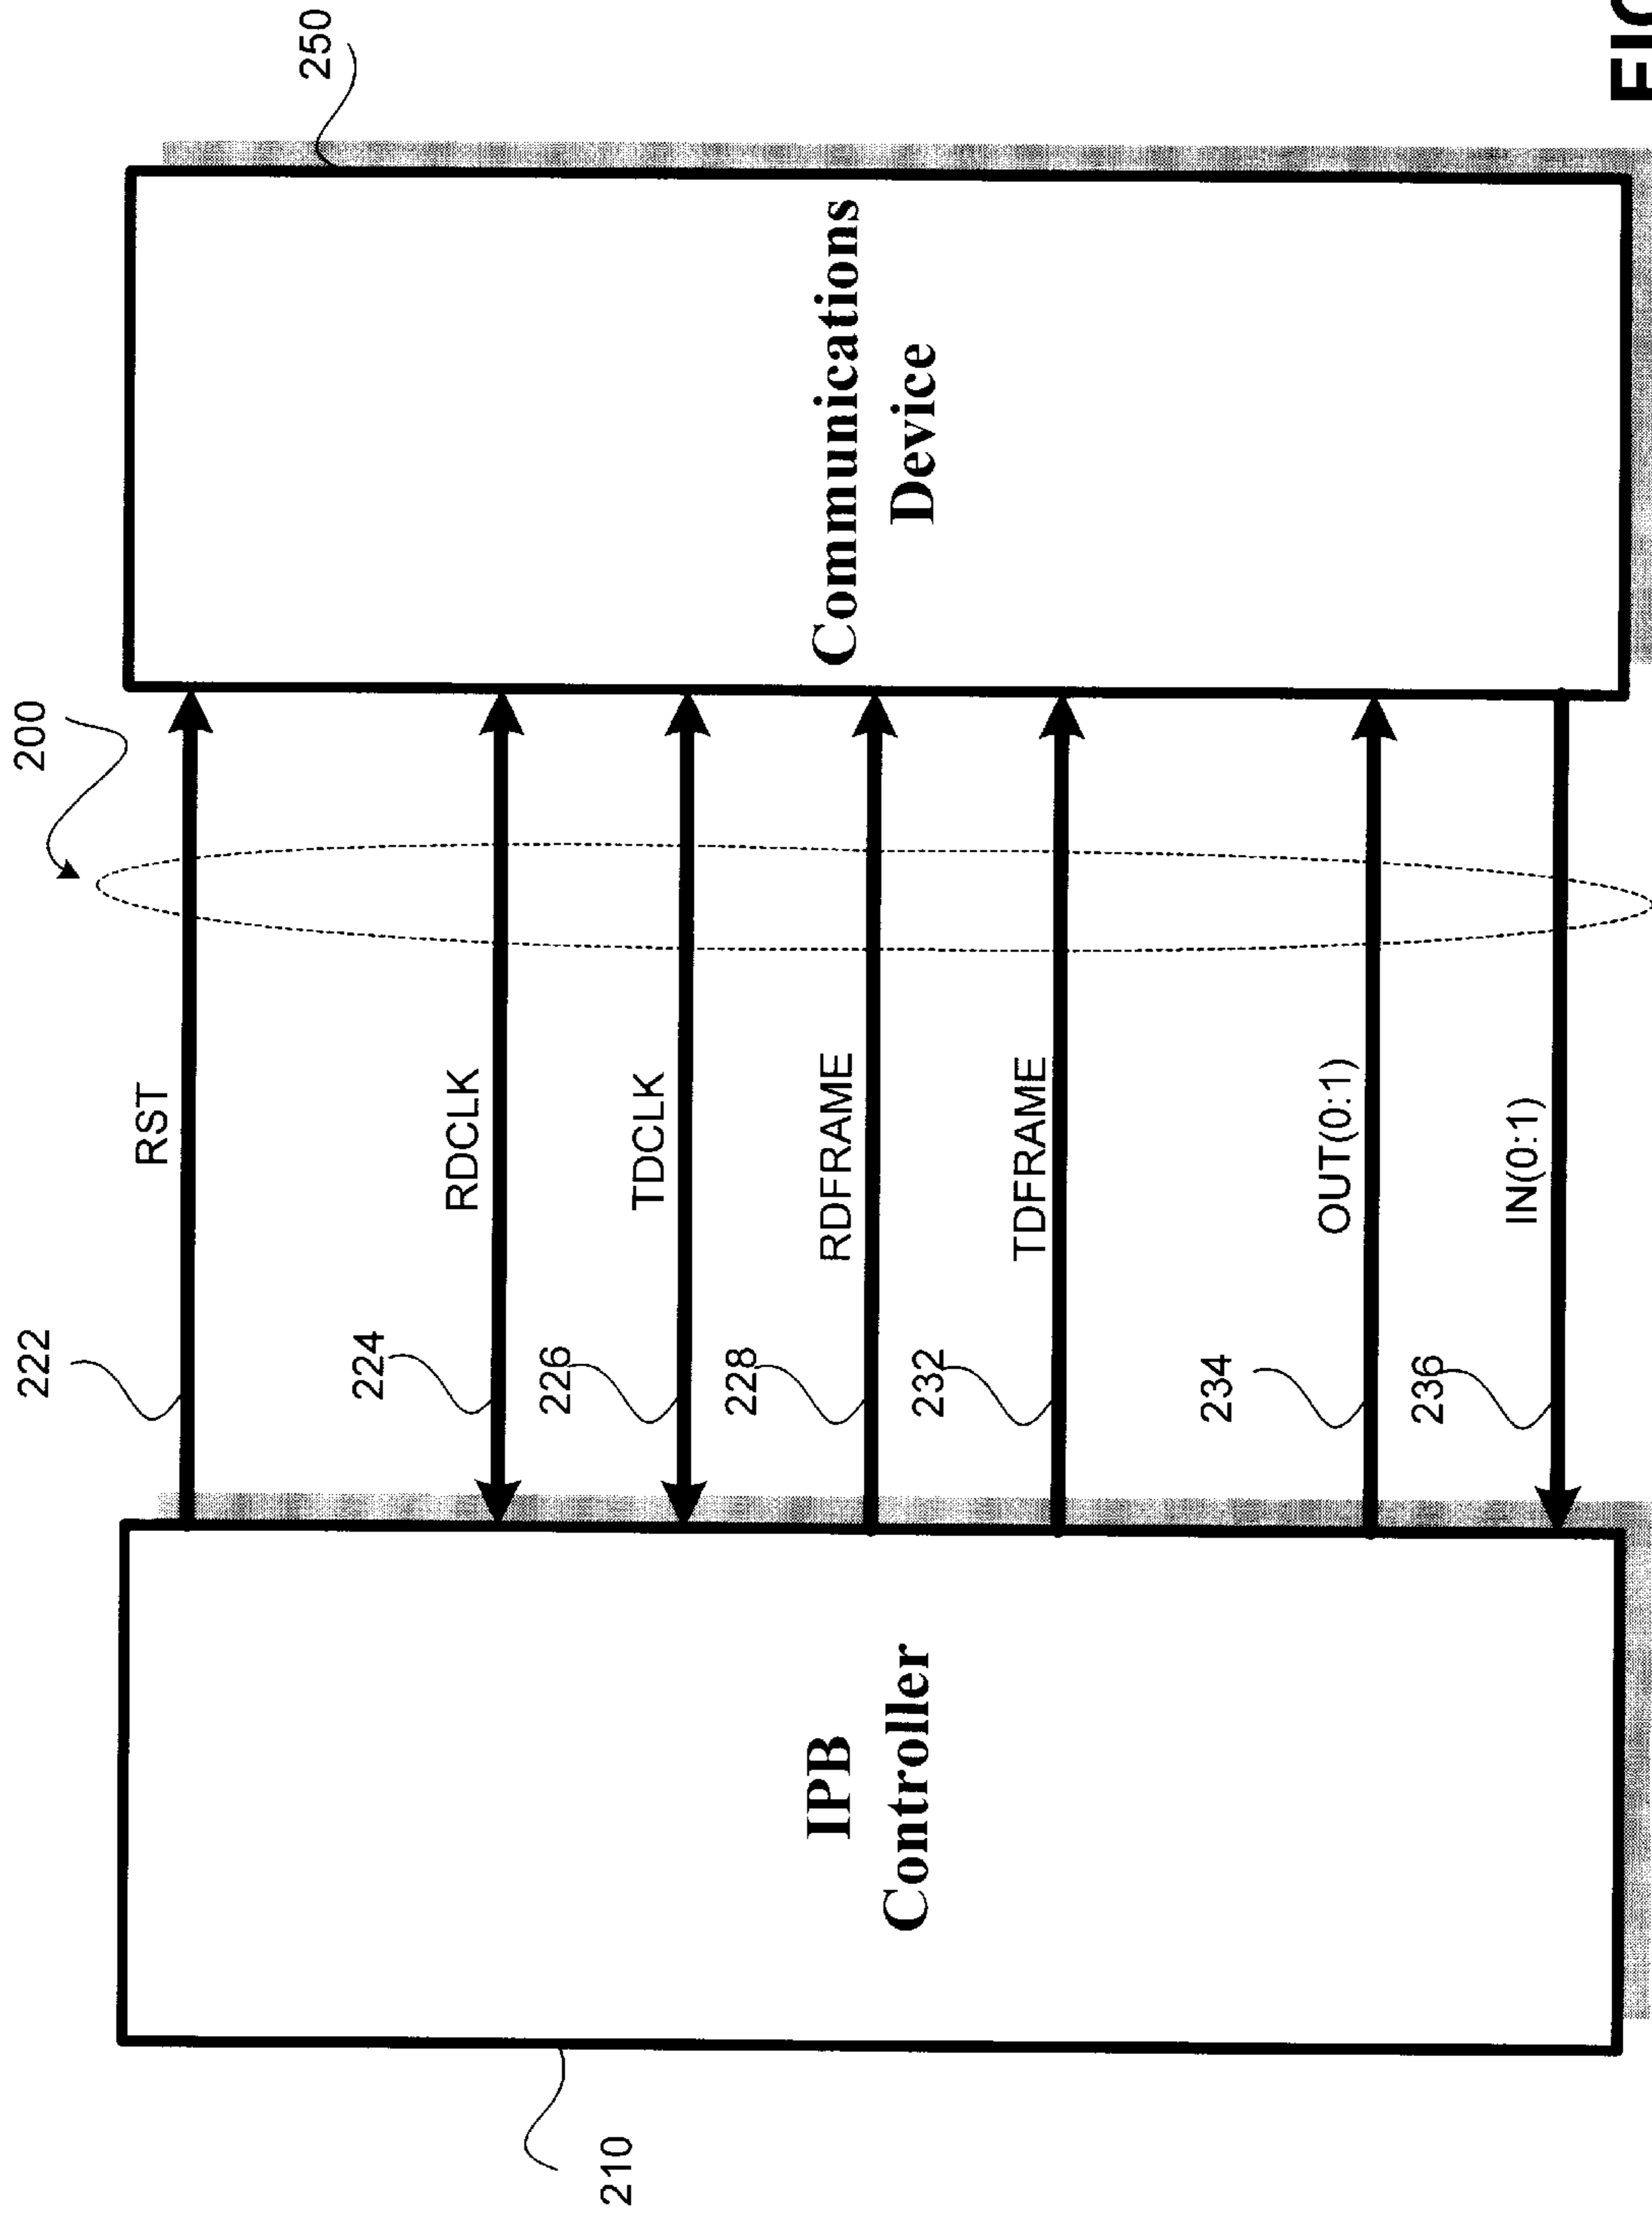 200
250
210
222
RST
224
RDCLK
226
TDCLK
228
RDFRAME
232
TDFRAME
234
OUT(0:1)
236
IN(0:1)
IPB
Controller
Communications
Device